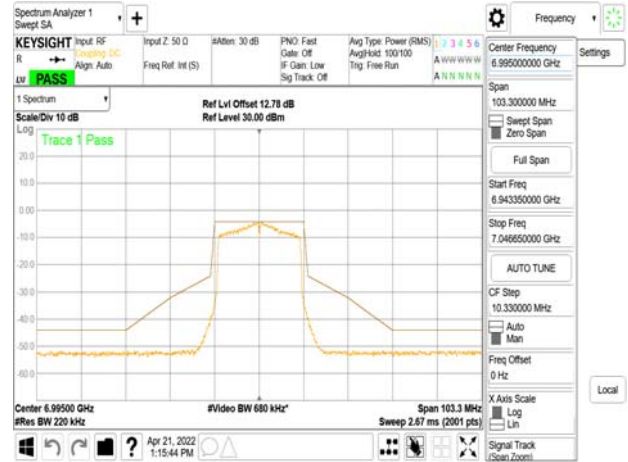 Spectrum Analyzer 1
Swept SA
KEYSIGHT
R
LV PASS
Input: RF
Coupling: DC
Align: Auto
Input Z: 50 Ω
Freq Ref: Int (S)
#Atten: 30 dB
PNO: Fast
Gate: Off
IF Gain: Low
Sig Track: Off
Avg Type: Power (RMS)
Avg|Hold: 100/100
Trig: Free Run
1 2 3 4 5 6
A W W W W W
A N N N N N
Frequency
Settings
1 Spectrum
Scale/Div 10 dB
Ref Lvl Offset 12.78 dB
Ref Level 30.00 dBm
Log
Trace 1 Pass
20.0
10.0
0.00
-10.0
-20.0
-30.0
-40.0
-50.0
-60.0
Center 6.99500 GHz
#Res BW 220 kHz
#Video BW 680 kHz*
Span 103.3 MHz
Sweep 2.67 ms (2001 pts)
?
Apr 21, 2022
1:15:44 PM
Center Frequency
6.995000000 GHz
Span
103.300000 MHz
Swept Span
Zero Span
Full Span
Start Freq
6.943350000 GHz
Stop Freq
7.046650000 GHz
AUTO TUNE
CF Step
10.330000 MHz
Auto
Man
Freq Offset
0 Hz
X Axis Scale
Log
Lin
Signal Track
(Span Zoom)
Local